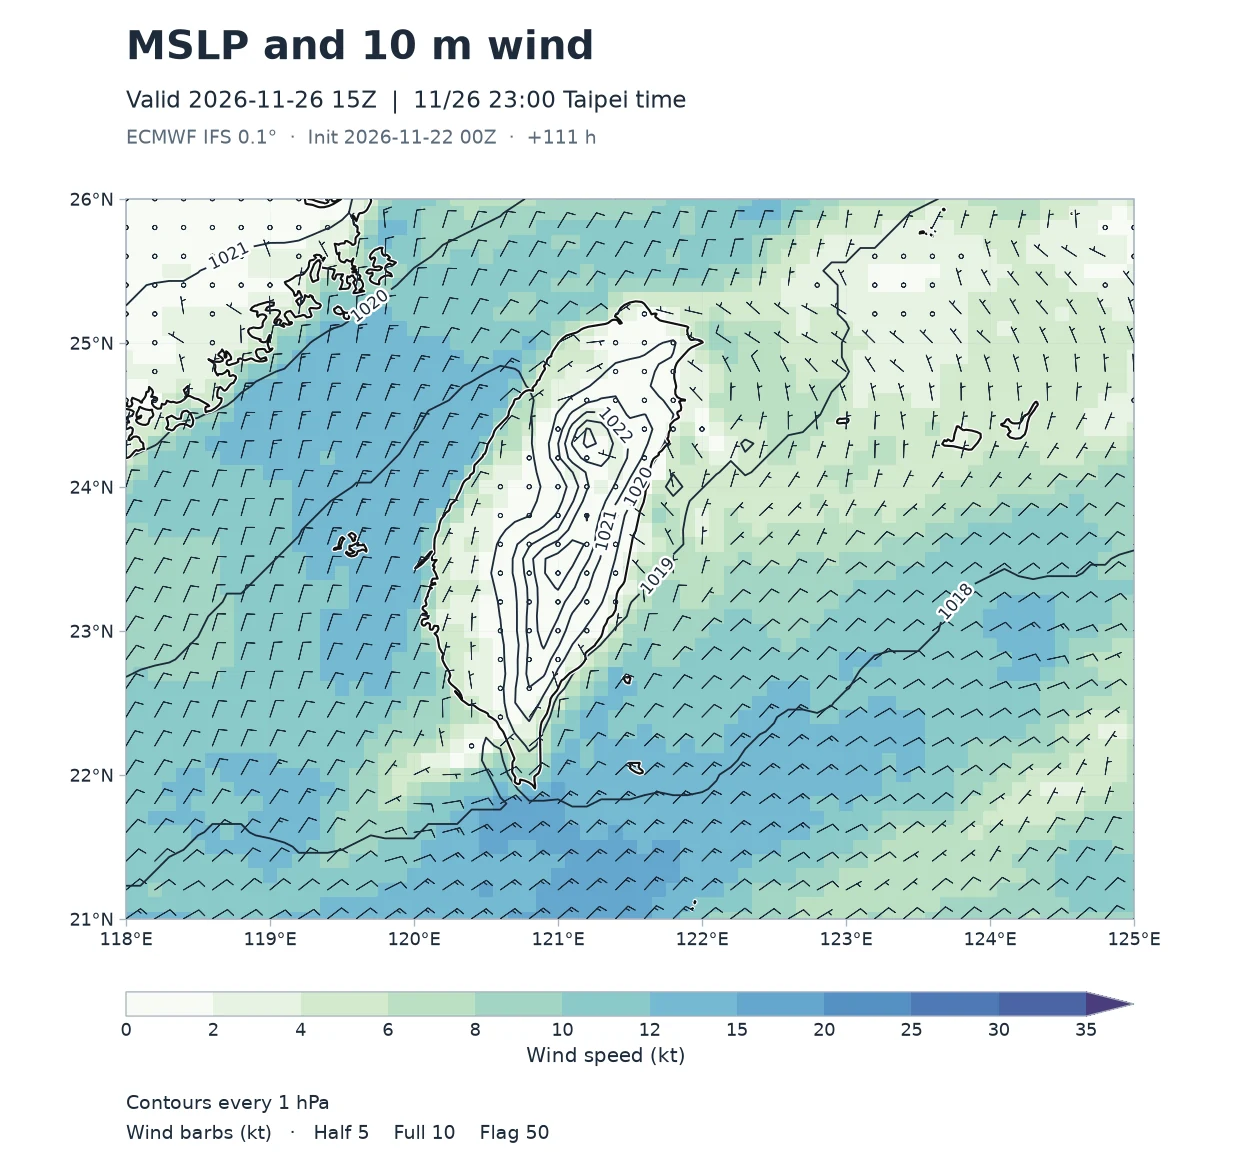 MSLP and 10 m wind
Valid 2026-11-26 15Z | 11/26 23:00 Taipei time
ECMWF IFS 0.1° · Init 2026-11-22 00Z · +111 h
26°N
25°N
24°N
23°N
22°N
21°N
1021
1020
1022
1020
1021
1019
1018
118°E 119°E 120°E 121°E 122°E 123°E 124°E 125°E
0 2 4 6 8 10 12 15 20 25 30 35
Wind speed (kt)
Contours every 1 hPa
Wind barbs (kt) · Half 5 Full 10 Flag 50